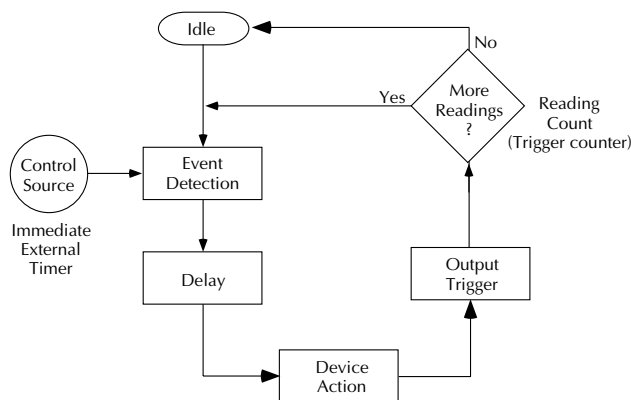 Idle
No
Yes
More
Readings
?
Reading
Count
(Trigger counter)
Control
Source
Event
Detection
Immediate
External
Timer
Delay
Output
Trigger
Device
Action